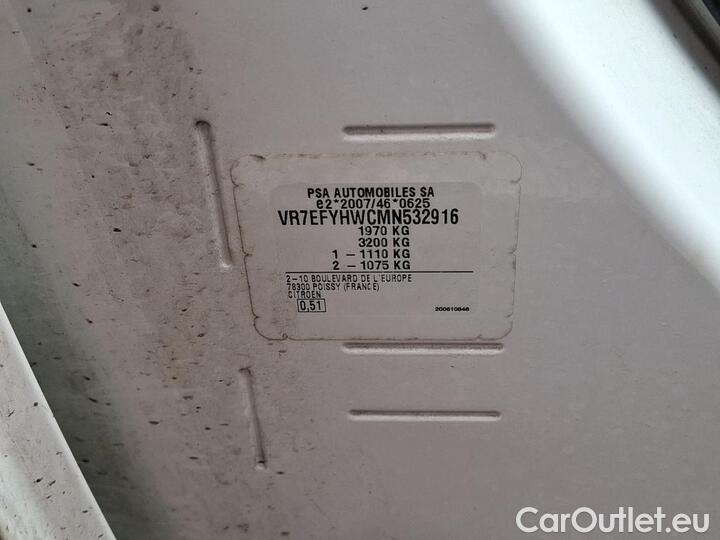 PSA AUTOMOBILES SA
e2*2007/46*0625
VR7EFYHWCMN532916
1970 KG
3200 KG
1 - 1110 KG
2 - 1075 KG
2-10 BOULEVARD DE L'EUROPE
78300 POISSY (FRANCE)
CITROEN
0,51
200610846
CarOutlet.eu